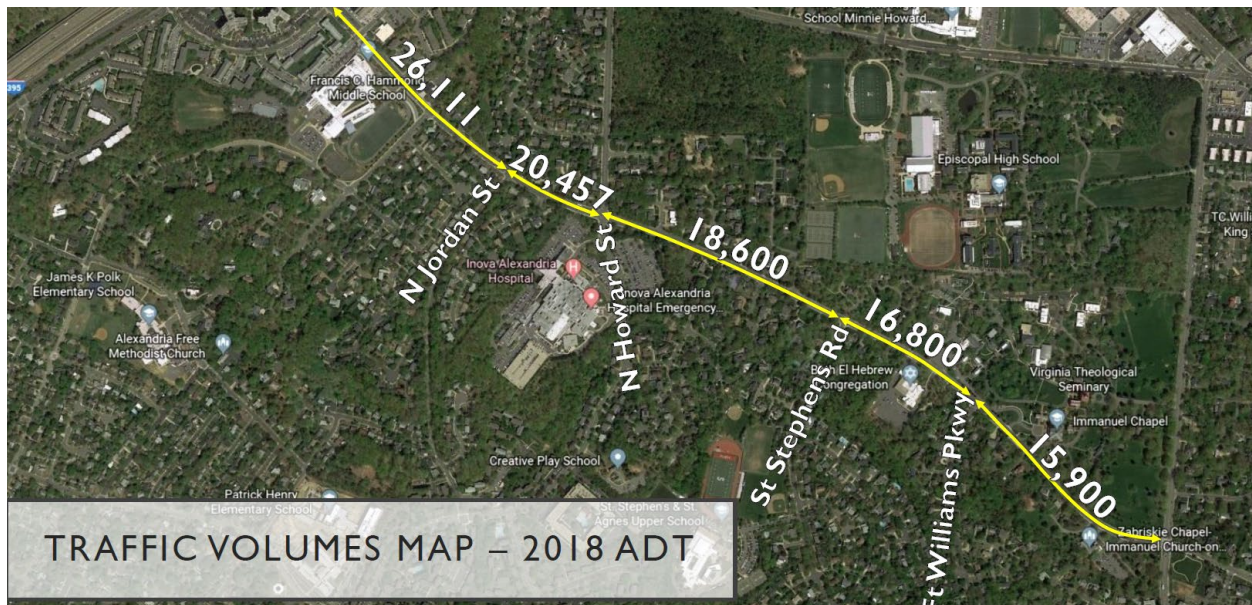 School Minnie Howard...
395
26,111
Francis C. Hammond
Middle School
20,457
Episcopal High School
N Jordan St
18,600
TC Willi
King
Inova Alexandria
Hospital
H
N Howard St
Inova Alexandria
Hospital Emergency...
James K Polk
Elementary School
Alexandria Free
Methodist Church
16,800
St Stephens Rd
Beth El Hebrew
Congregation
Virginia Theological
Seminary
Immanuel Chapel
Ft Williams Pkwy
15,900
Creative Play School
Patrick Henry
Elementary School
St. Stephen's & St.
Agnes Upper School
Zabriskie Chapel-
Immanuel Church-on...
TRAFFIC VOLUMES MAP – 2018 ADT